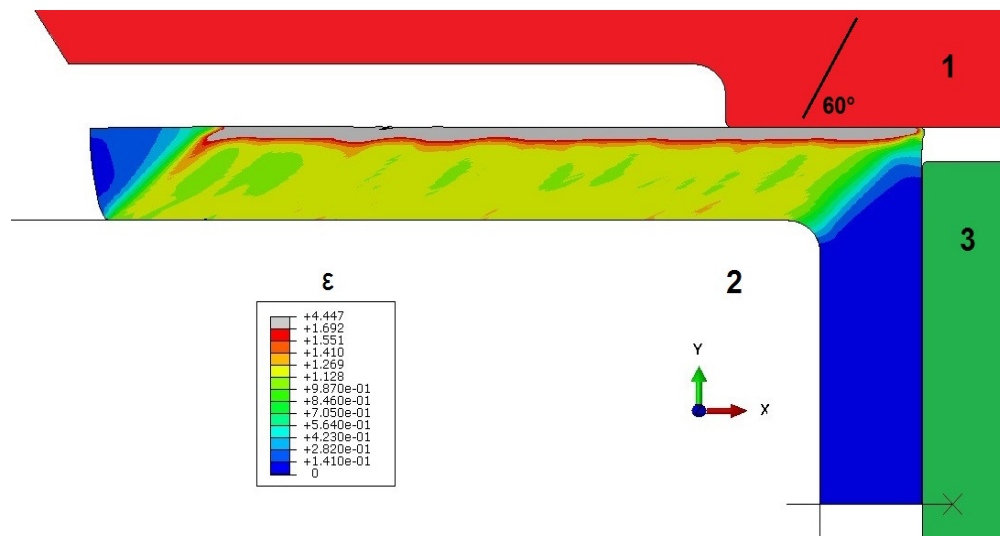 1
60º
3
2
ε
+4.447
+1.692
+1.551
+1.410
+1.269
+1.128
+9.870e-01
+8.460e-01
+7.050e-01
+5.640e-01
+4.230e-01
+2.820e-01
+1.410e-01
0
Y
X